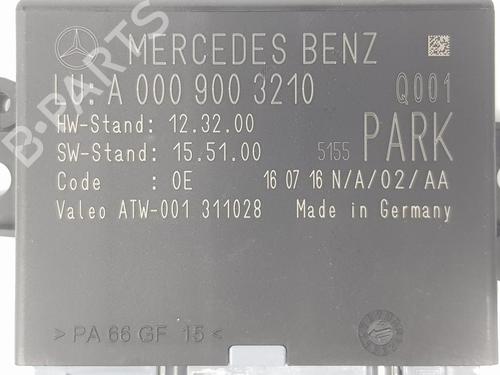 MERCEDES BENZ
LU: A 000 900 3210 Q001
HW-Stand: 12.32.00
SW-Stand: 15.51.00 5155 PARK
Code : 0E 16 07 16 N/A/02/AA
Valeo ATW-001 311028 Made in Germany
>PA 66 GF 15<
B-PARTS